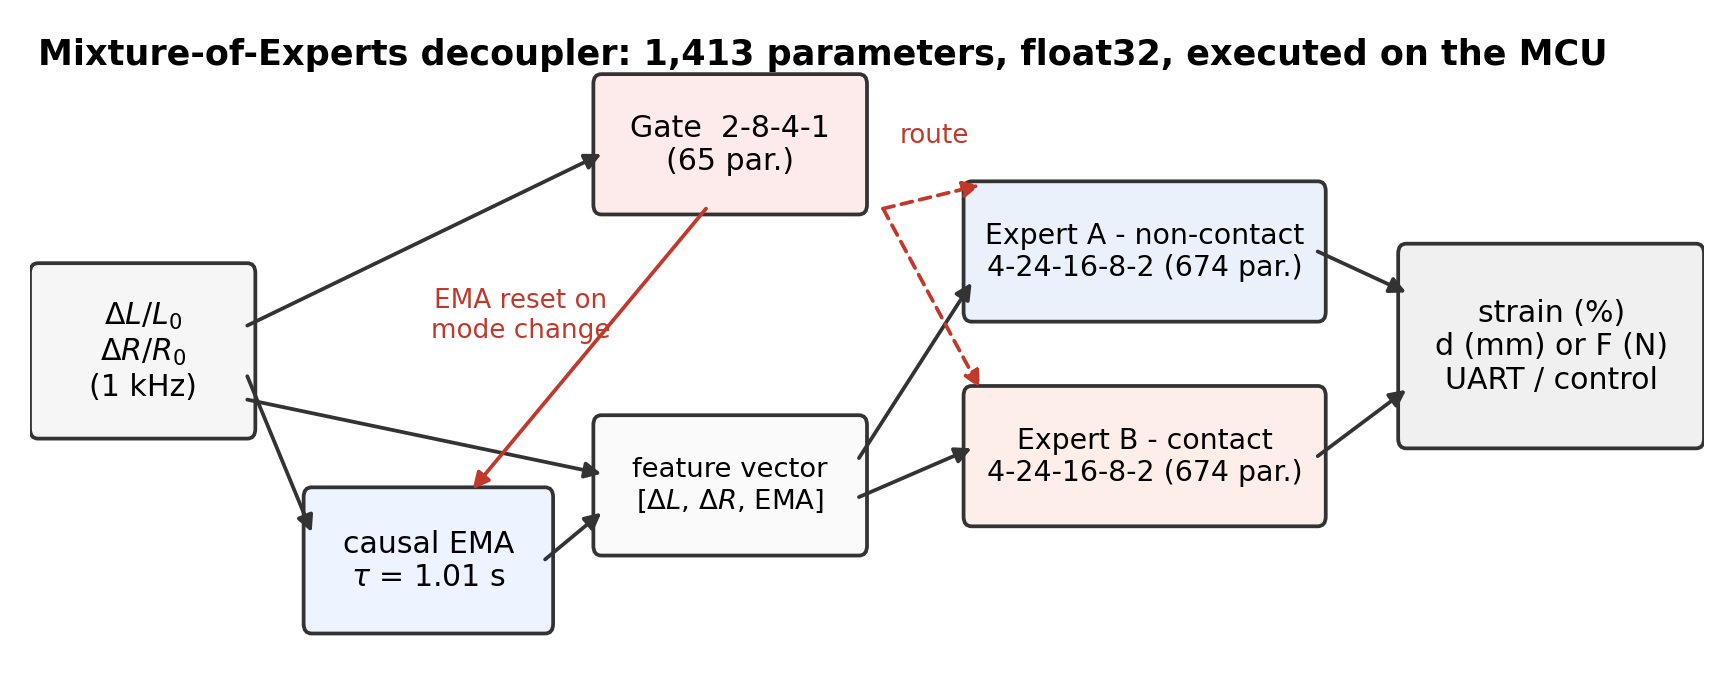 Mixture-of-Experts decoupler: 1,413 parameters, float32, executed on the MCU
Gate  2-8-4-1
(65 par.)
route
Expert A - non-contact
4-24-16-8-2 (674 par.)
ΔL/L₀
ΔR/R₀
(1 kHz)
EMA reset on
mode change
strain (%)
d (mm) or F (N)
UART / control
Expert B - contact
4-24-16-8-2 (674 par.)
feature vector
[ΔL, ΔR, EMA]
causal EMA
τ = 1.01 s